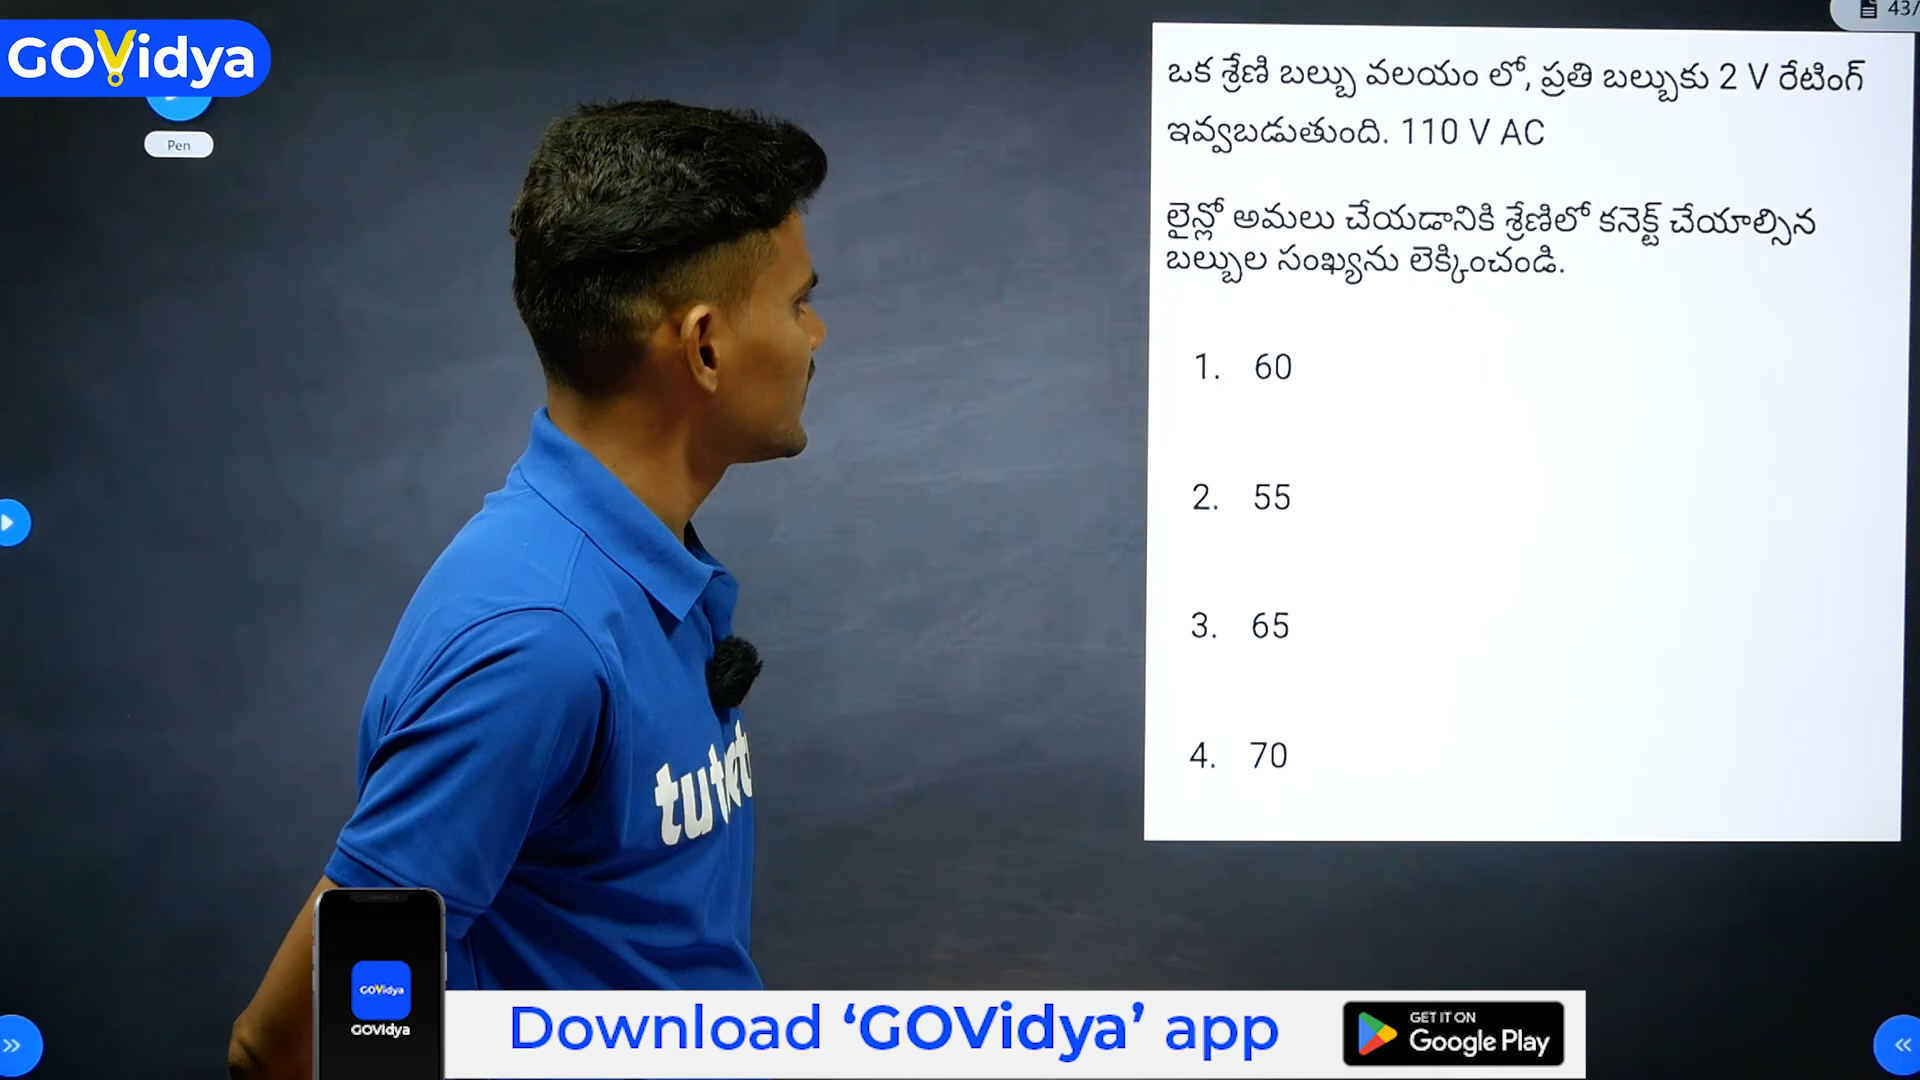 GOVidya
Pen
43/
ఒక శ్రేణి బల్బు వలయం లో, ప్రతి బల్బుకు 2 V రేటింగ్
ఇవ్వబడుతుంది. 110 V AC
లైన్లో అమలు చేయడానికి శ్రేణిలో కనెక్ట్ చేయాల్సిన
బల్బుల సంఖ్యను లెక్కించండి.
1. 60
2. 55
3. 65
4. 70
GOVidya
GOVidya
Download ‘GOVidya’ app
GET IT ON
Google Play